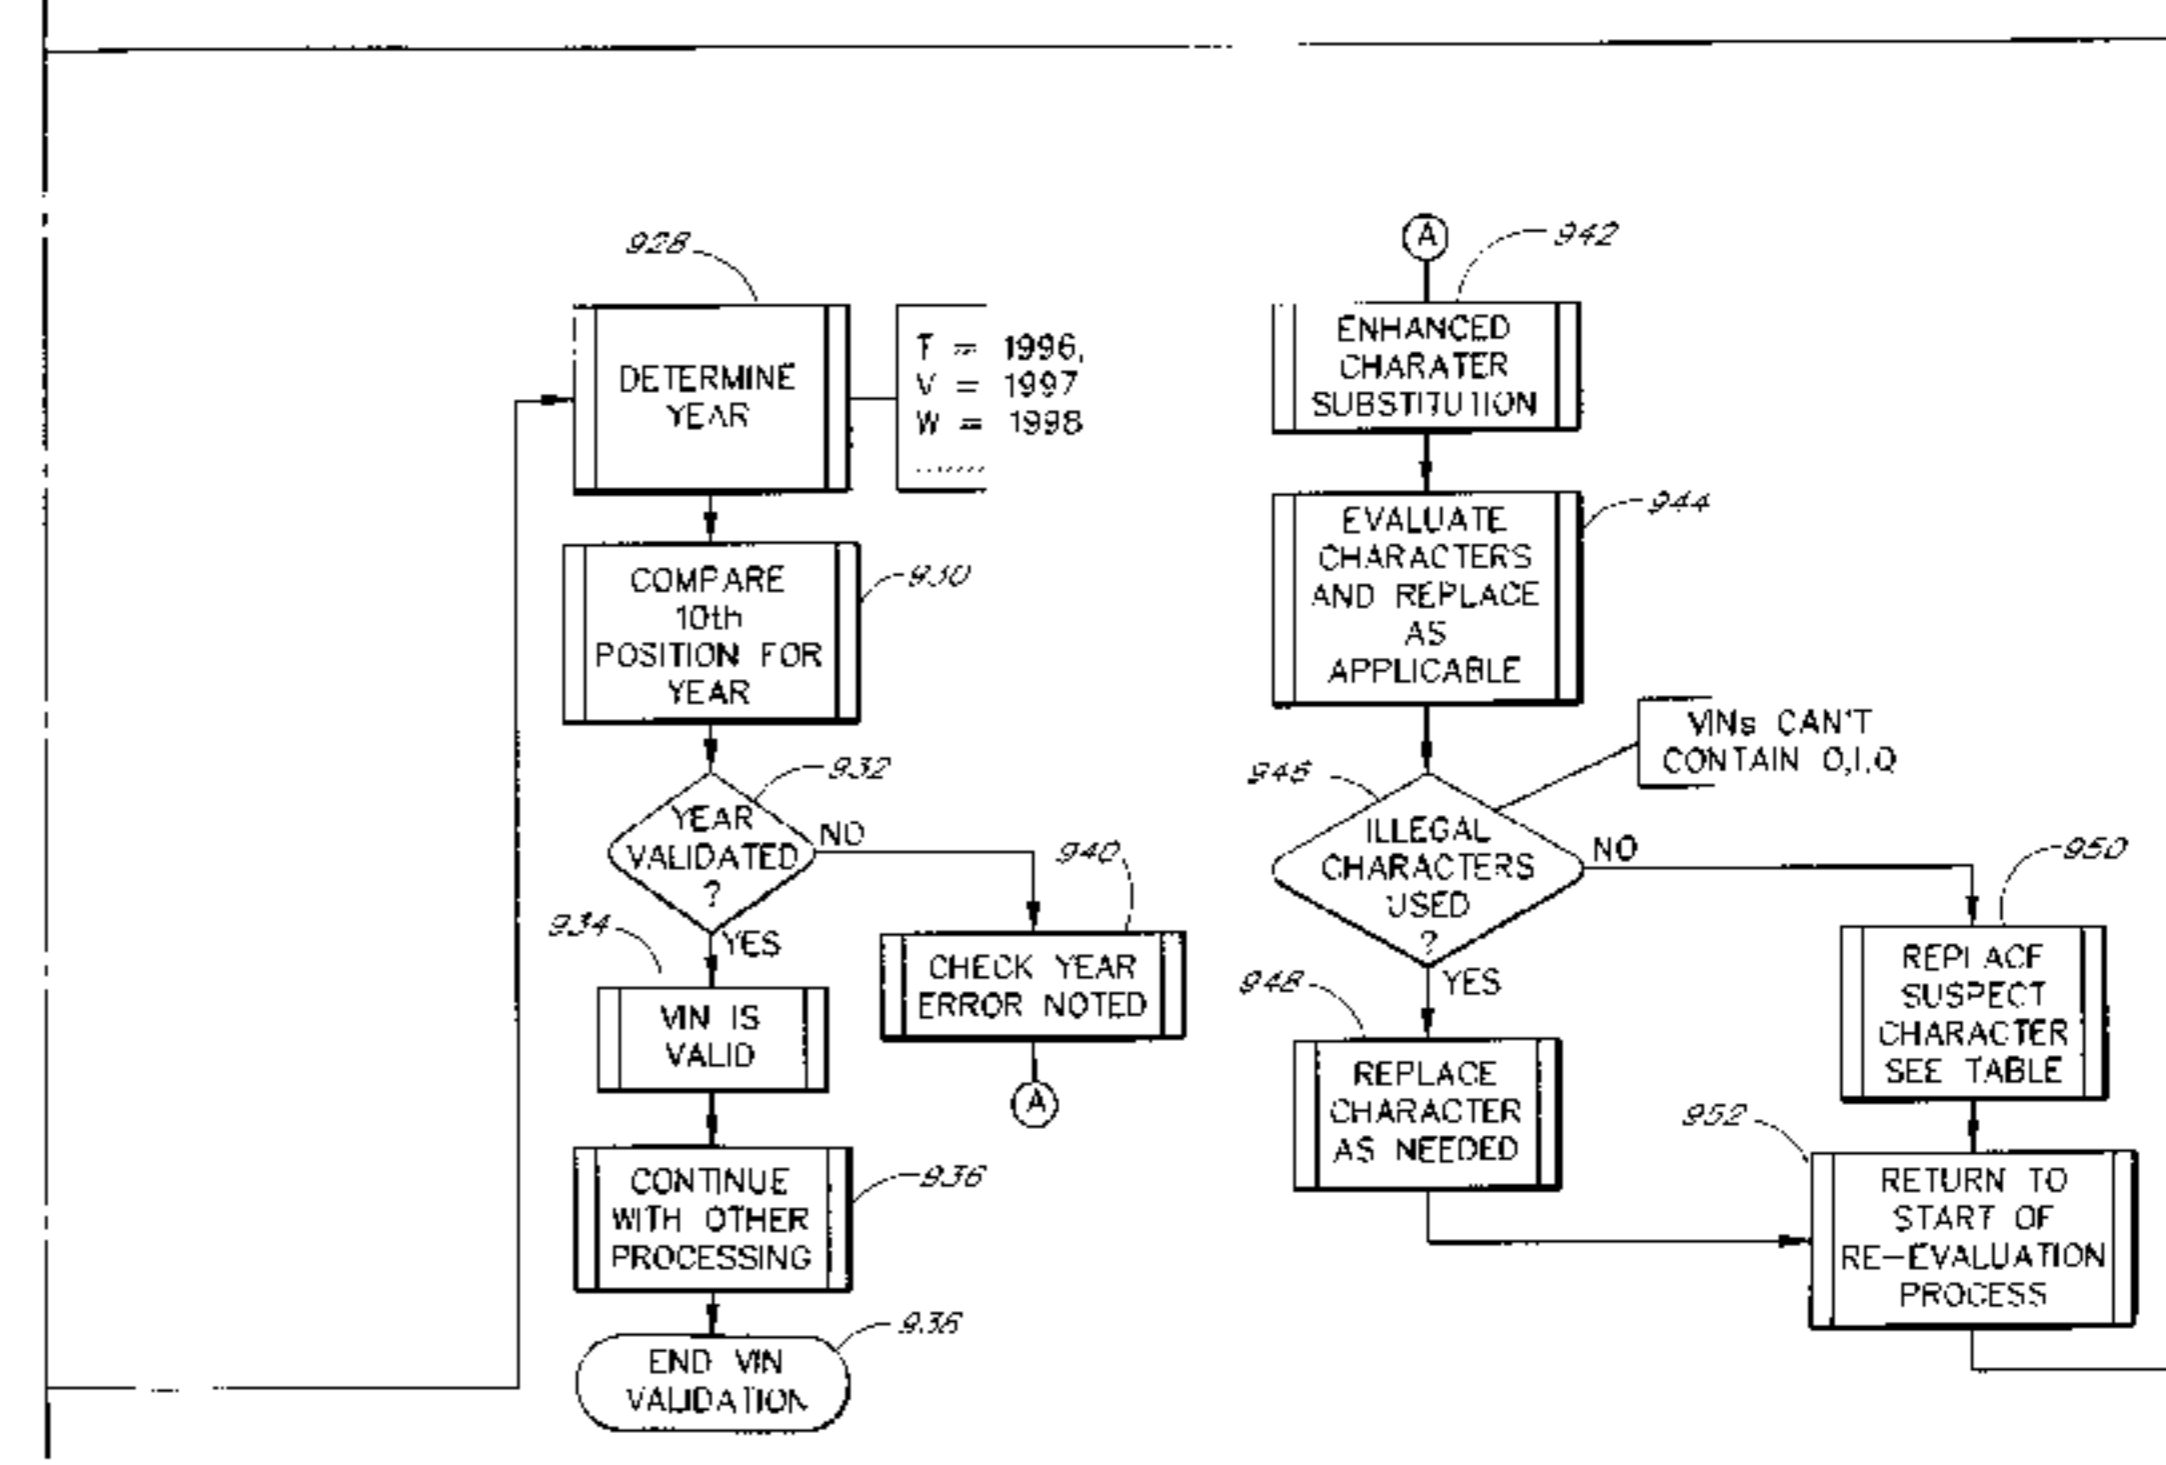 928
DETERMINE
YEAR
T = 1996,
V = 1997
W = 1998
........
COMPARE
10th
POSITION FOR
YEAR
930
932
YEAR
VALIDATED
?
NO
YES
934
VIN IS
VALID
940
CHECK YEAR
ERROR NOTED
A
CONTINUE
WITH OTHER
PROCESSING
936
END VIN
VALIDATION
A
942
ENHANCED
CHARATER
SUBSTITUTION
944
EVALUATE
CHARACTERS
AND REPLACE
AS
APPLICABLE
VINs CAN'T
CONTAIN O,I,Q
946
ILLEGAL
CHARACTERS
USED
?
NO
YES
948
REPLACE
CHARACTER
AS NEEDED
950
REPLACE
SUSPECT
CHARACTER
SEE TABLE
952
RETURN TO
START OF
RE-EVALUATION
PROCESS